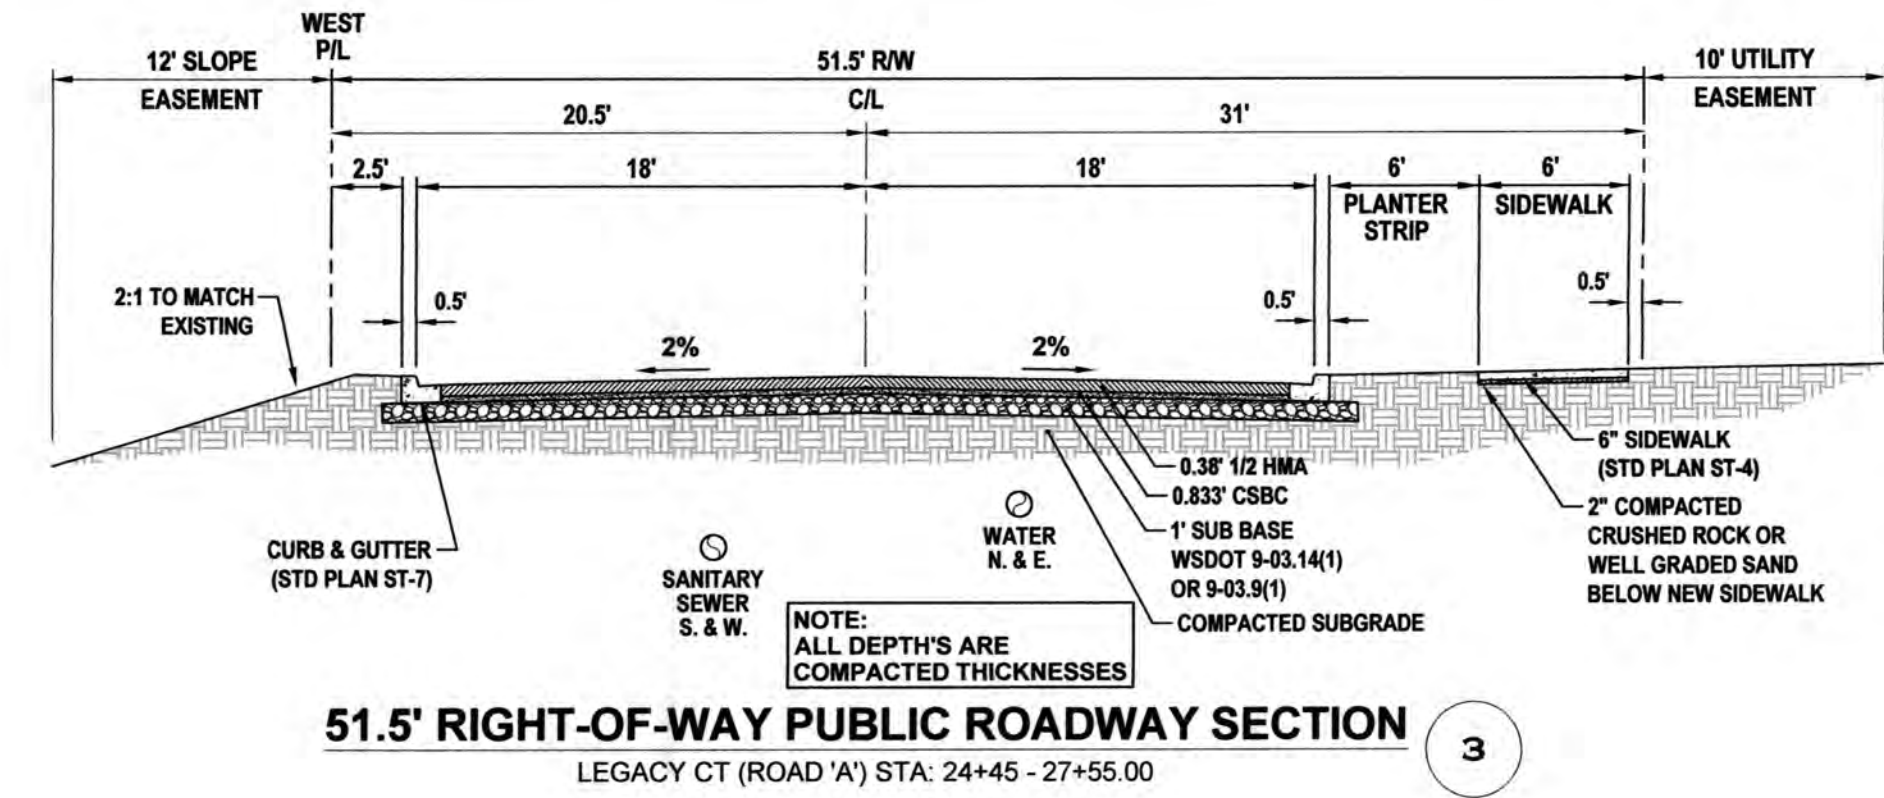 WEST
P/L
12' SLOPE
EASEMENT
51.5' R/W
10' UTILITY
EASEMENT
C/L
20.5'
31'
2.5'
18'
18'
6'
PLANTER
STRIP
6'
SIDEWALK
2:1 TO MATCH
EXISTING
0.5'
0.5'
0.5'
2%
2%
CURB & GUTTER
(STD PLAN ST-7)
SANITARY
SEWER
S. & W.
WATER
N. & E.
0.38' 1/2 HMA
0.833' CSBC
1' SUB BASE
WSDOT 9-03.14(1)
OR 9-03.9(1)
COMPACTED SUBGRADE
6" SIDEWALK
(STD PLAN ST-4)
2" COMPACTED
CRUSHED ROCK OR
WELL GRADED SAND
BELOW NEW SIDEWALK
NOTE:
ALL DEPTH'S ARE
COMPACTED THICKNESSES
51.5' RIGHT-OF-WAY PUBLIC ROADWAY SECTION
3
LEGACY CT (ROAD 'A') STA: 24+45 - 27+55.00